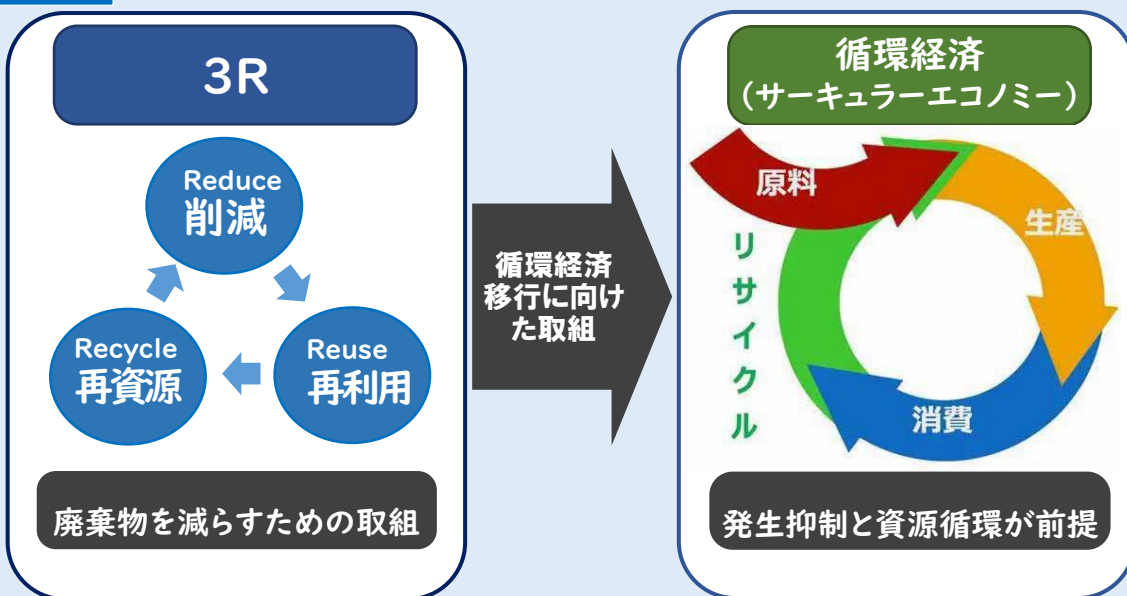 3R
Reduce
削減
Recycle
再資源
Reuse
再利用
廃棄物を減らすための取組
循環経済
移行に向け
た取組
循環経済
（サーキュラーエコノミー）
原料
生産
消費
リサイクル
発生抑制と資源循環が前提